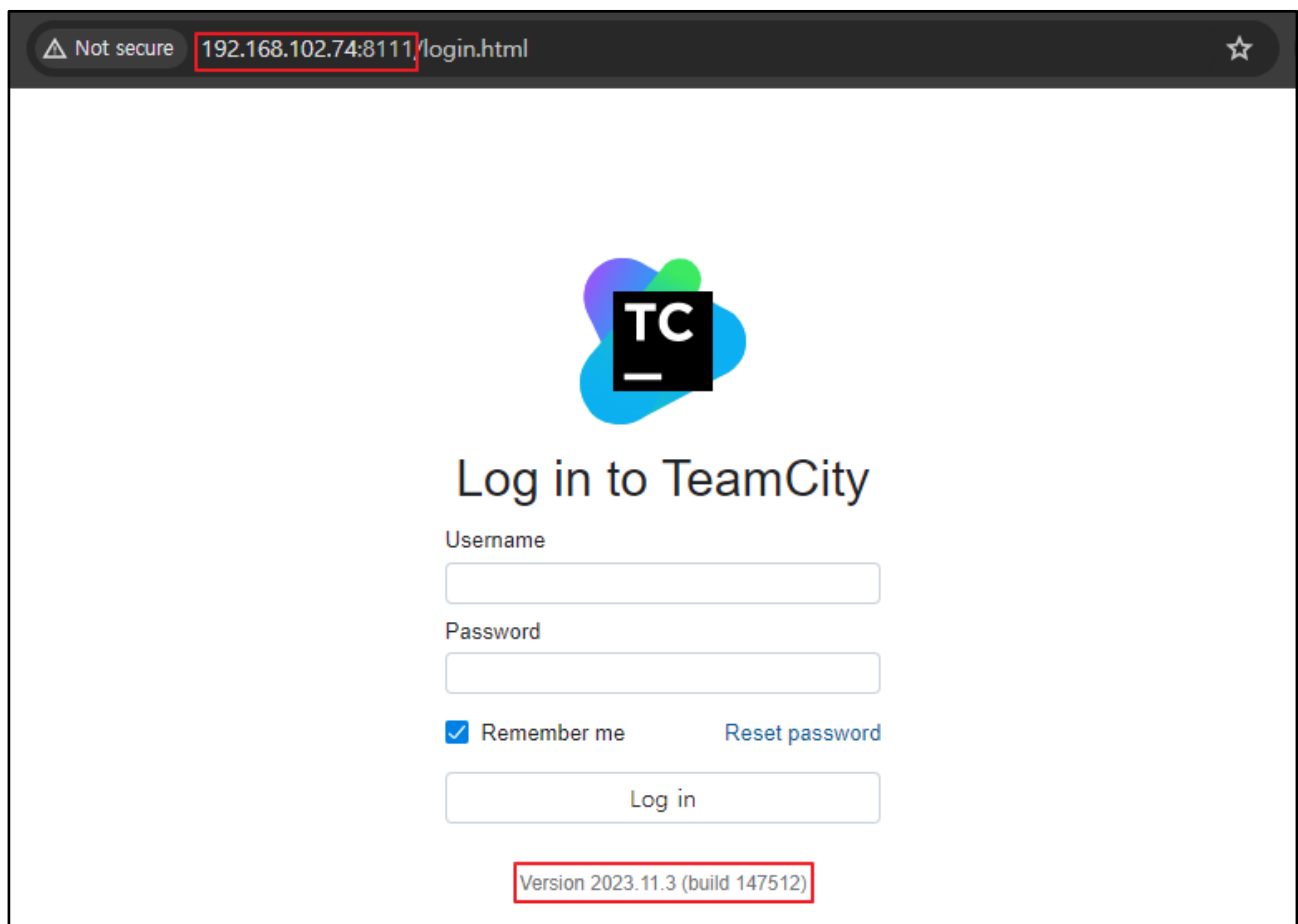 Not secure 192.168.102.74:8111/login.html
TC
Log in to TeamCity
Username
Password
Remember me Reset password
Log in
Version 2023.11.3 (build 147512)